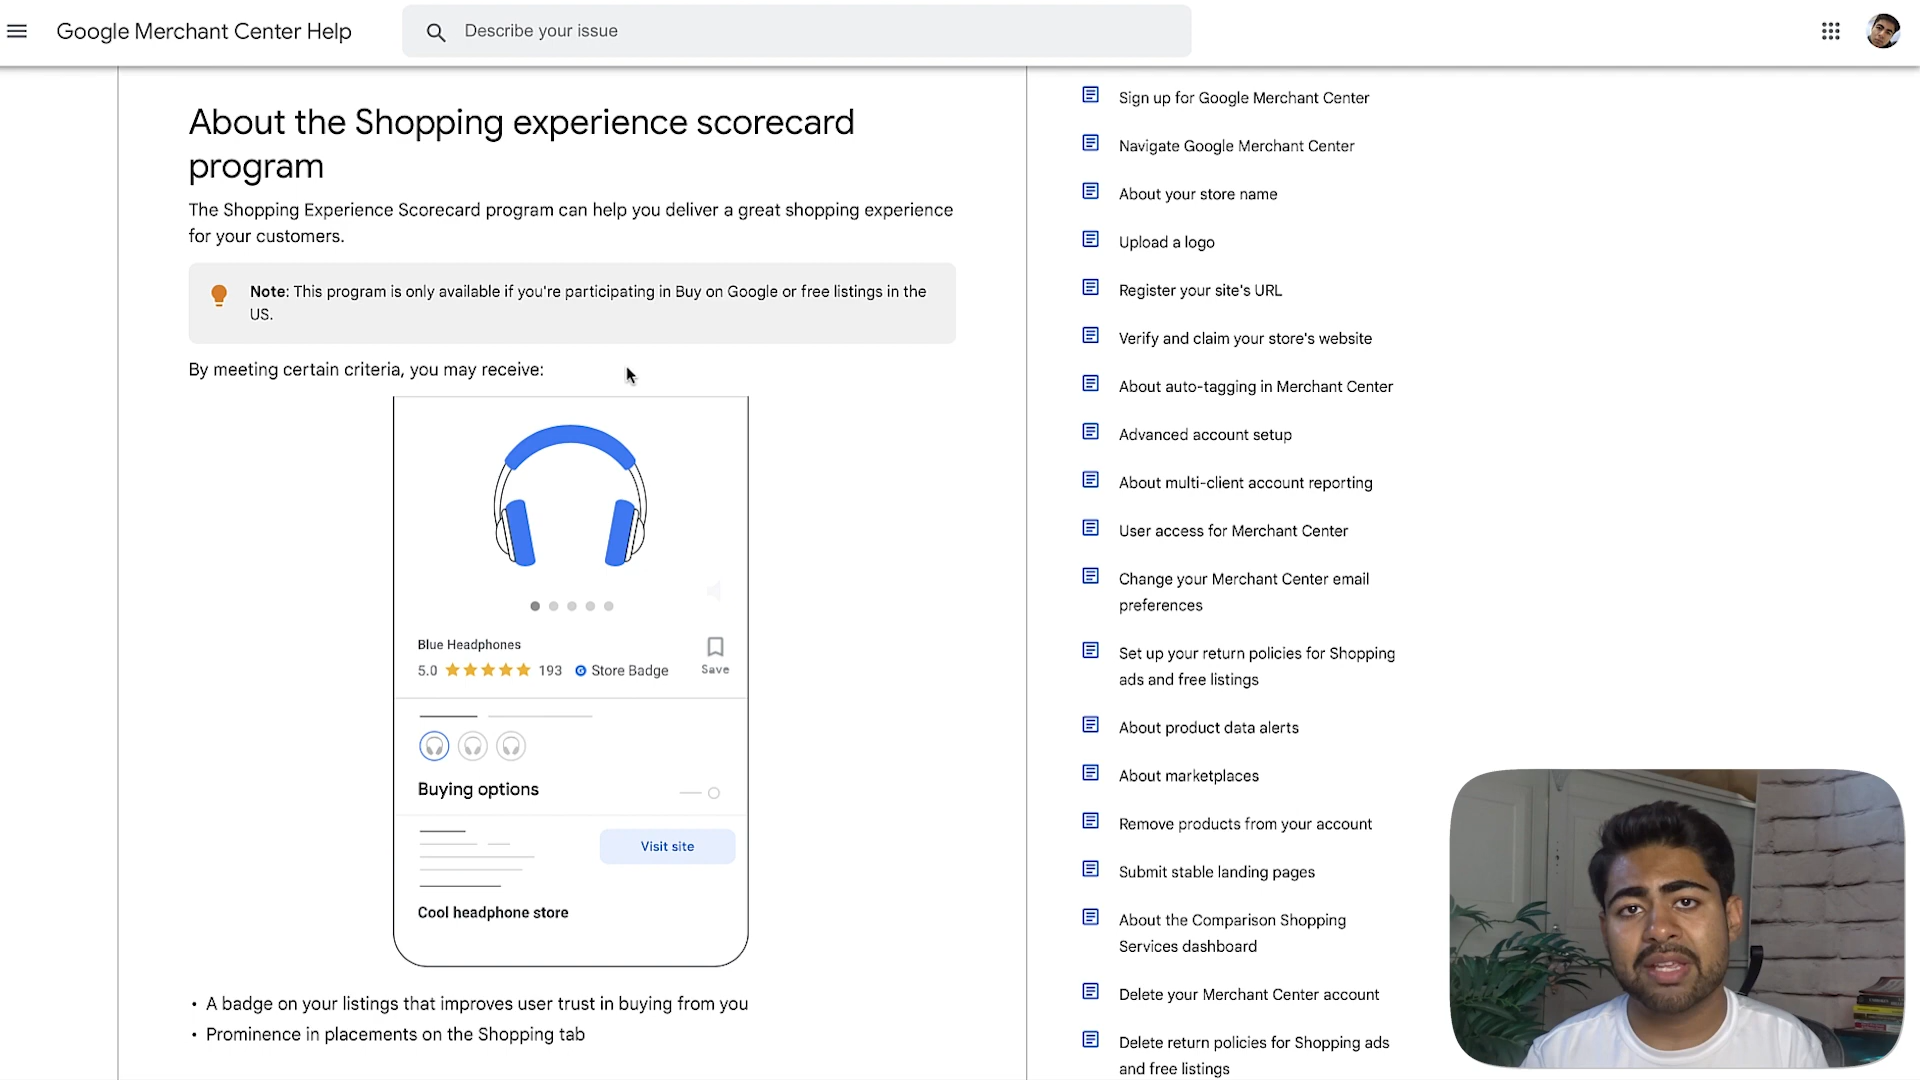 Google Merchant Center Help
Describe your issue
About the Shopping experience scorecard
program
The Shopping Experience Scorecard program can help you deliver a great shopping experience
for your customers.
Note: This program is only available if you're participating in Buy on Google or free listings in the
US.
By meeting certain criteria, you may receive:
Blue Headphones
5.0 193 Store Badge
Save
Buying options
Visit site
Cool headphone store
• A badge on your listings that improves user trust in buying from you
• Prominence in placements on the Shopping tab
Sign up for Google Merchant Center
Navigate Google Merchant Center
About your store name
Upload a logo
Register your site's URL
Verify and claim your store's website
About auto-tagging in Merchant Center
Advanced account setup
About multi-client account reporting
User access for Merchant Center
Change your Merchant Center email
preferences
Set up your return policies for Shopping
ads and free listings
About product data alerts
About marketplaces
Remove products from your account
Submit stable landing pages
About the Comparison Shopping
Services dashboard
Delete your Merchant Center account
Delete return policies for Shopping ads
and free listings